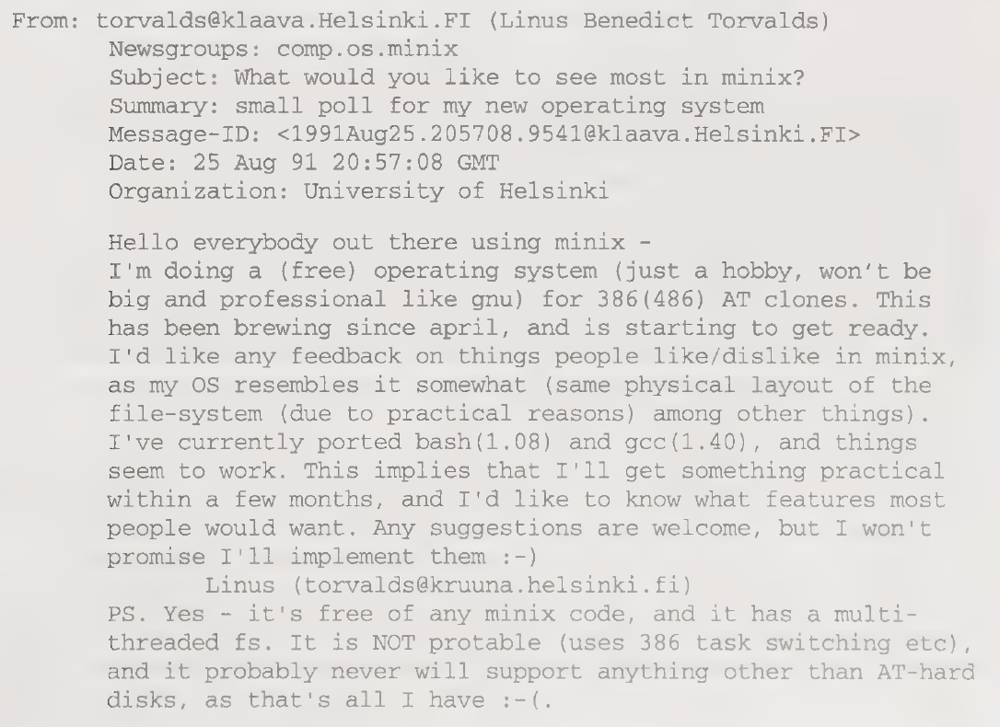 From: torvalds@klaava.Helsinki.FI (Linus Benedict Torvalds)
Newsgroups: comp.os.minix
Subject: What would you like to see most in minix?
Summary: small poll for my new operating system
Message-ID: <1991Aug25.205708.9541@klaava.Helsinki.FI>
Date: 25 Aug 91 20:57:08 GMT
Organization: University of Helsinki
Hello everybody out there using minix -
I'm doing a (free) operating system (just a hobby, won't be
big and professional like gnu) for 386(486) AT clones. This
has been brewing since april, and is starting to get ready.
I'd like any feedback on things people like/dislike in minix,
as my OS resembles it somewhat (same physical layout of the
file-system (due to practical reasons) among other things).
I've currently ported bash(1.08) and gcc(1.40), and things
seem to work. This implies that I'll get something practical
within a few months, and I'd like to know what features most
people would want. Any suggestions are welcome, but I won't
promise I'll implement them :-)
Linus (torvalds@kruuna.helsinki.fi)
PS. Yes - it's free of any minix code, and it has a multi-
threaded fs. It is NOT protable (uses 386 task switching etc),
and it probably never will support anything other than AT-hard
disks, as that's all I have :-(.